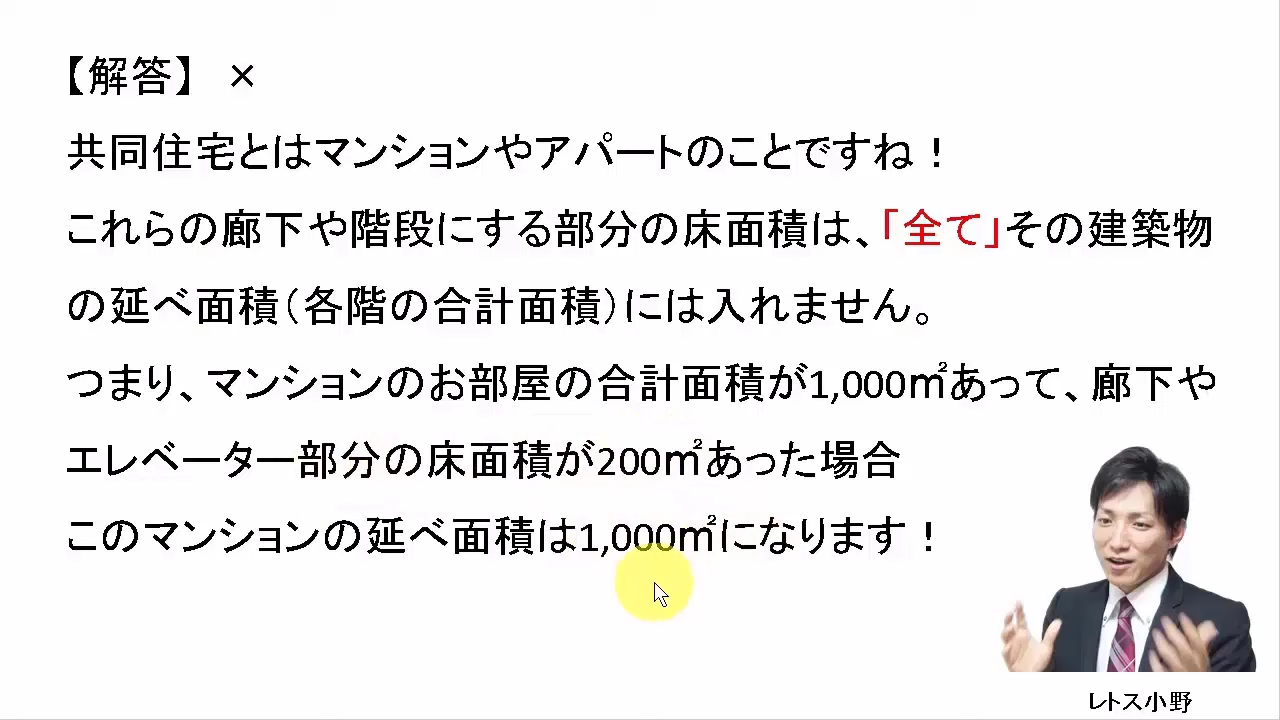 【解答】 ×
共同住宅とはマンションやアパートのことですね！
これらの廊下や階段にする部分の床面積は、「全て」その建築物
の延べ面積（各階の合計面積）には入れません。
つまり、マンションのお部屋の合計面積が1,000㎡あって、廊下や
エレベーター部分の床面積が200㎡あった場合
このマンションの延べ面積は1,000㎡になります！
レトス小野